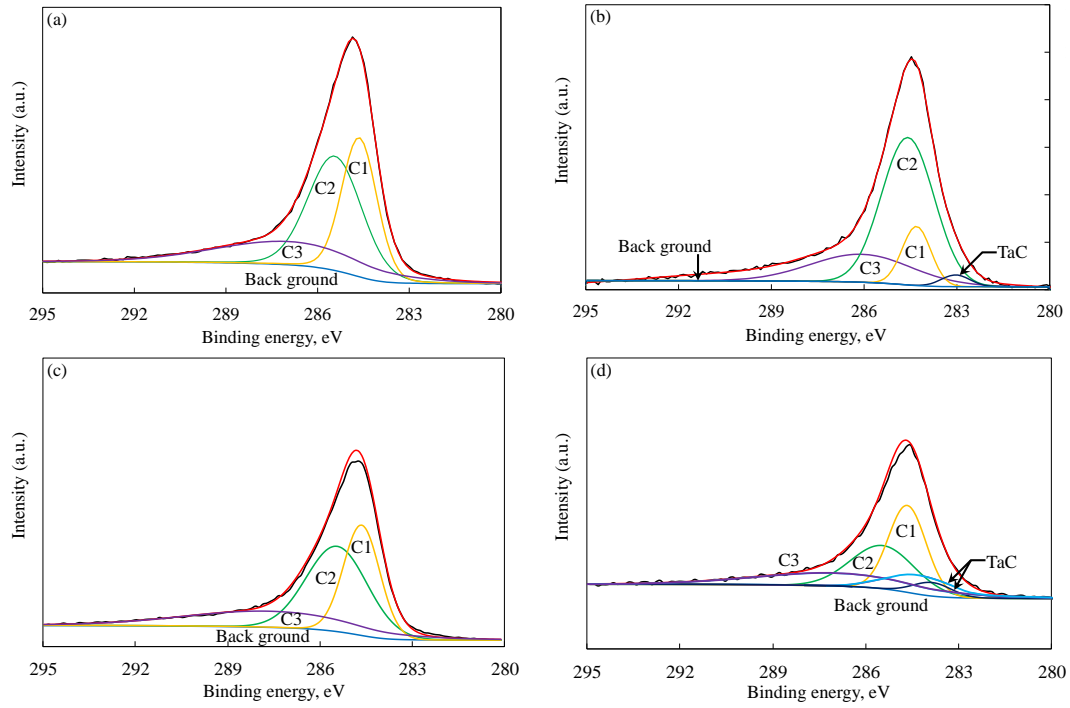 (a)
Intensity (a.u.)
C2
C1
C3
Back ground
295
292
289
286
283
280
Binding energy, eV
(b)
Intensity (a.u.)
C2
Back ground
C3
C1
TaC
295
292
289
286
283
280
Binding energy, eV
(c)
Intensity (a.u.)
C2
C1
C3
Back ground
295
292
289
286
283
280
Binding energy, eV
(d)
Intensity (a.u.)
C1
C3
C2
TaC
Back ground
295
292
289
286
283
280
Binding energy, eV